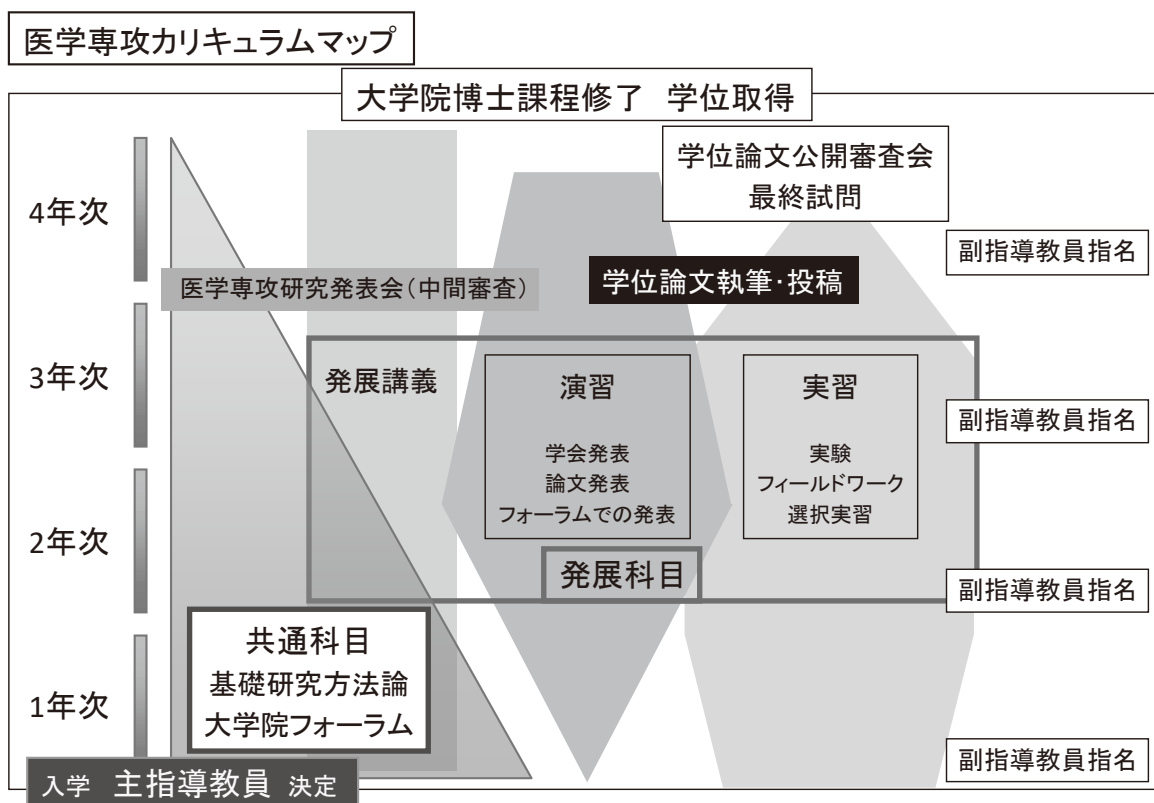 医学専攻カリキュラムマップ
大学院博士課程修了 学位取得
学位論文公開審査会
最終試問
4年次
副指導教員指名
医学専攻研究発表会（中間審査）
学位論文執筆・投稿
3年次
発展講義
演習
学会発表
論文発表
フォーラムでの発表
実習
実験
フィールドワーク
選択実習
副指導教員指名
2年次
発展科目
副指導教員指名
共通科目
基礎研究方法論
大学院フォーラム
1年次
副指導教員指名
入学 主指導教員 決定